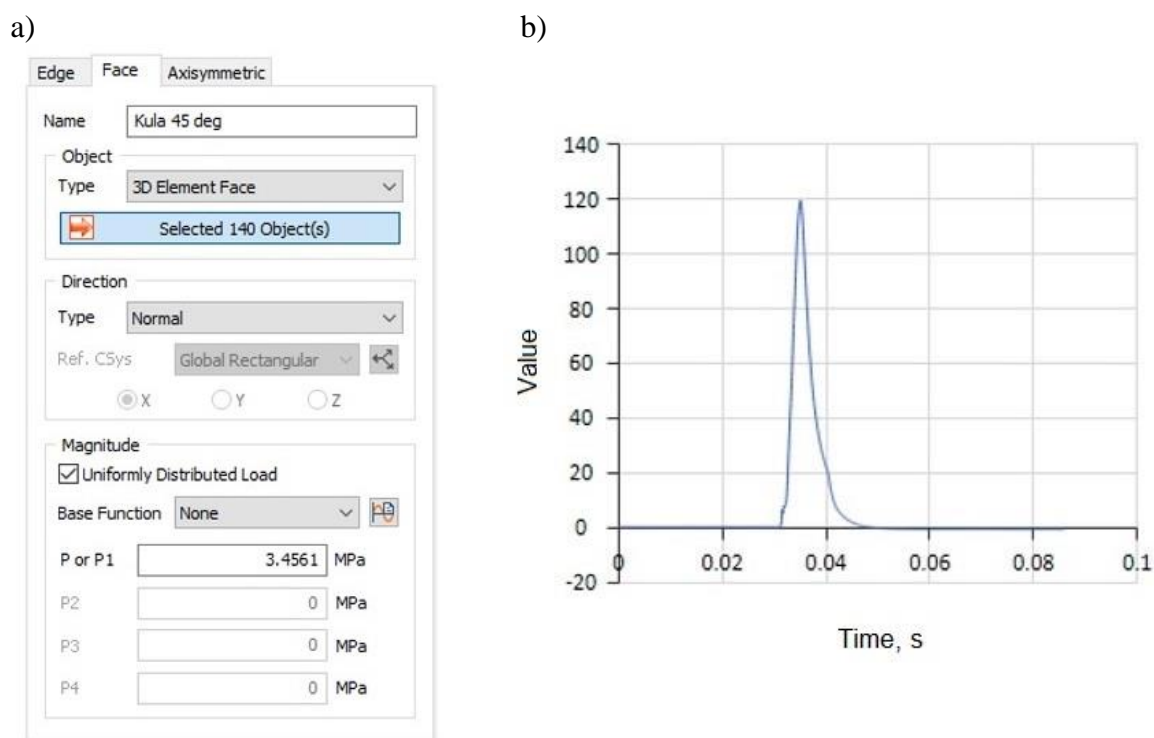 a)
b)
Edge Face Axisymmetric
Name Kula 45 deg
Object
Type 3D Element Face
Selected 140 Object(s)
Direction
Type Normal
Ref. CSys Global Rectangular
X Y Z
Magnitude
Uniformly Distributed Load
Base Function None
P or P1 3.4561 MPa
P2 0 MPa
P3 0 MPa
P4 0 MPa
Value
140
120
100
80
60
40
20
0
-20
0 0.02 0.04 0.06 0.08 0.1
Time, s